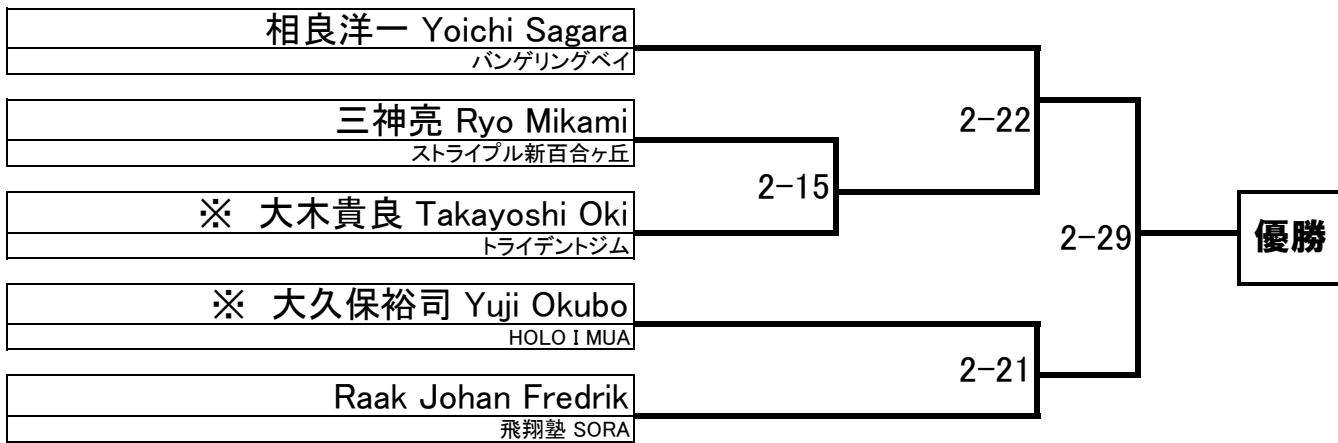 相良洋一 Yoichi Sagara
バンゲリングベイ
三神亮 Ryo Mikami
ストライプル新百合ヶ丘
※ 大木貴良 Takayoshi Oki
トライデントジム
※ 大久保裕司 Yuji Okubo
HOLO I MUA
Raak Johan Fredrik
飛翔塾 SORA
2-15
2-22
2-21
2-29
優勝